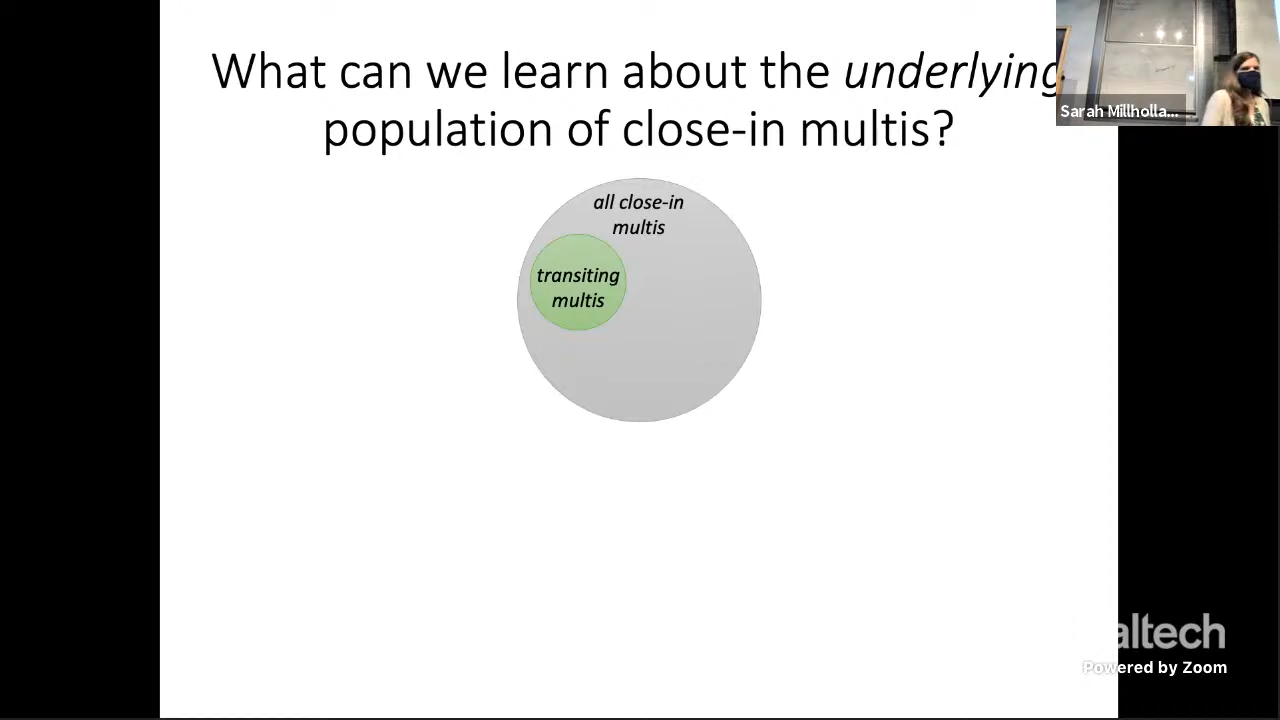 What can we learn about the underlying
population of close-in multis?
Sarah Millholla...
all close-in
multis
transiting
multis
altech
Powered by Zoom